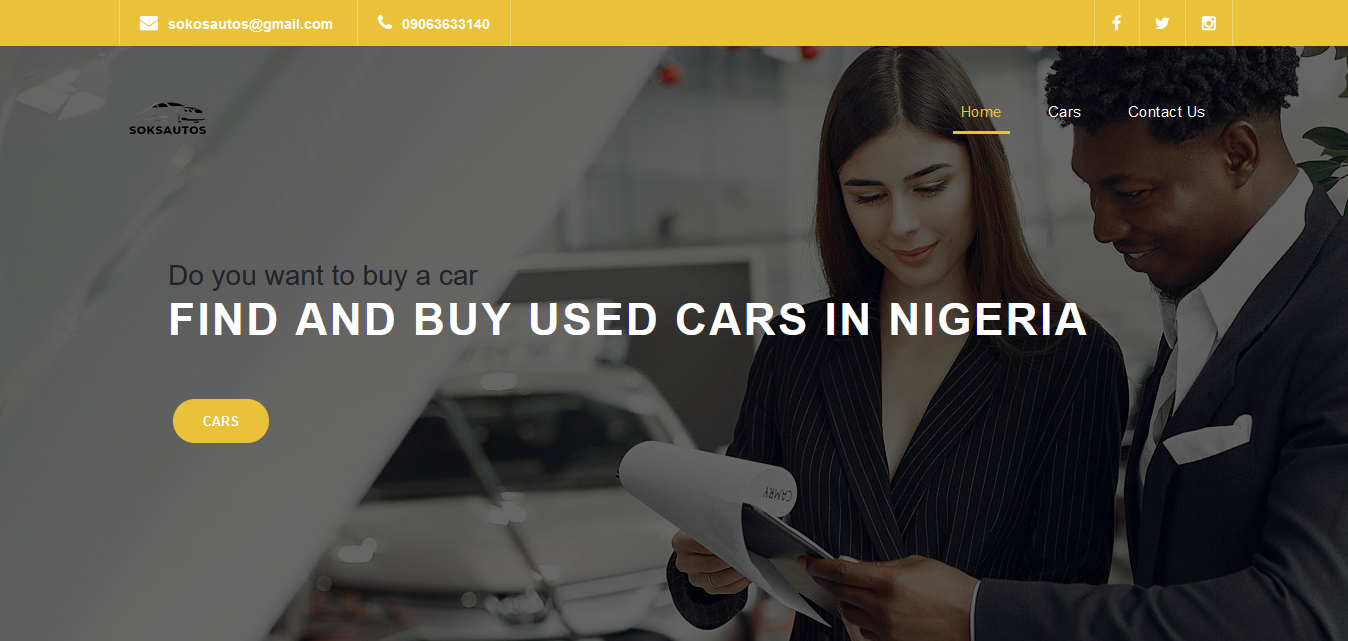 sokosautos@gmail.com
09063633140
SOKSAUTOS
Home
Cars
Contact Us
Do you want to buy a car
FIND AND BUY USED CARS IN NIGERIA
CARS
CAMRY